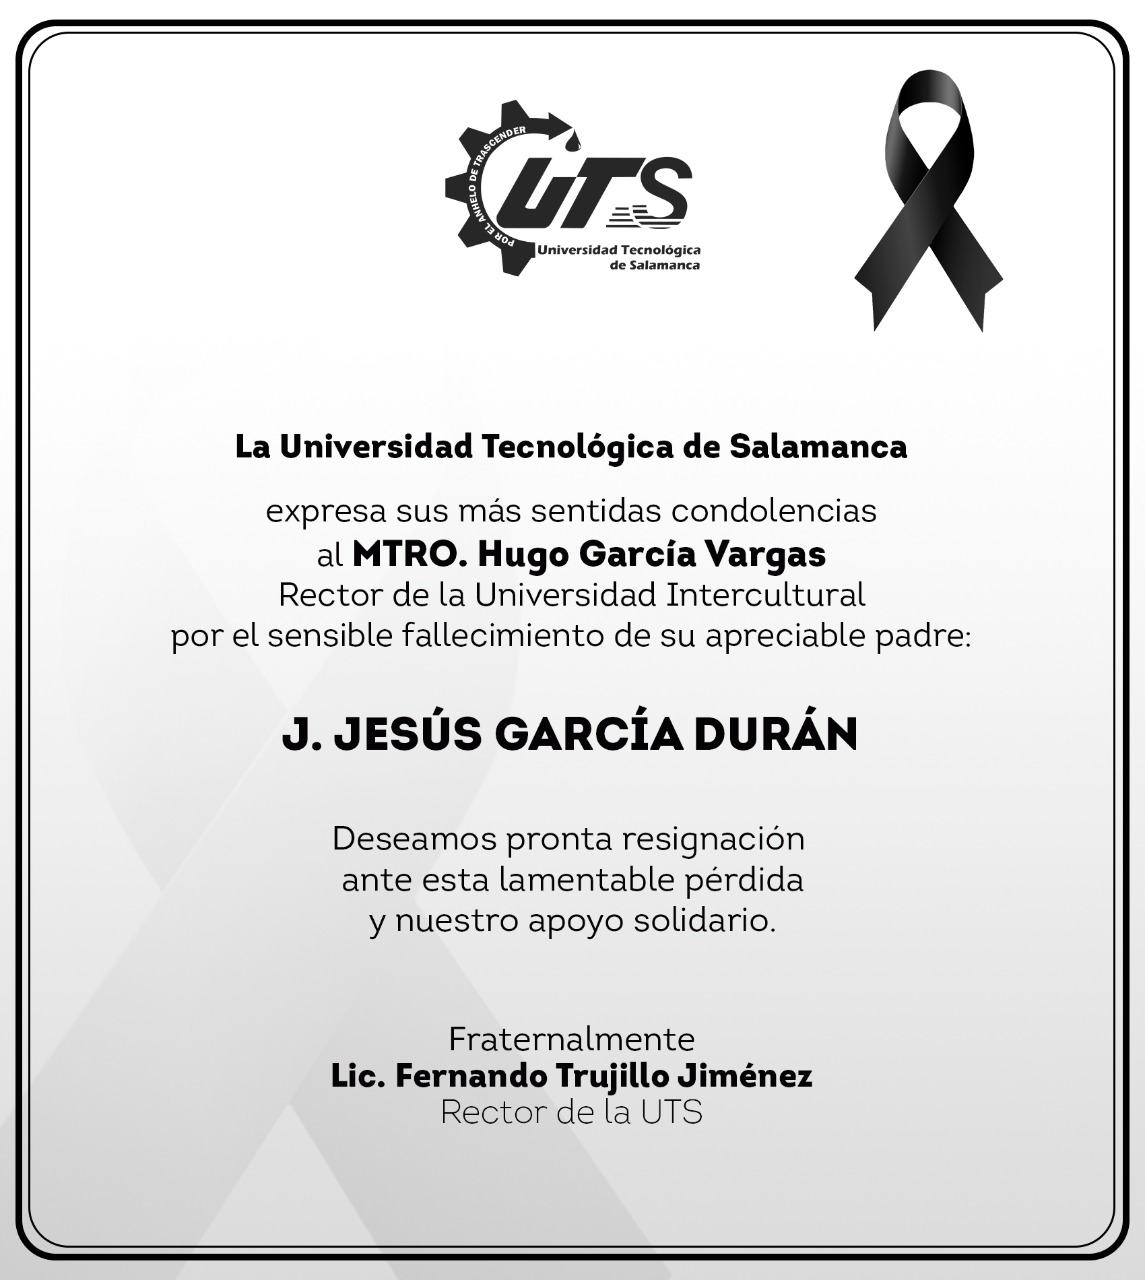 POR EL ANHELO DE TRASCENDER
UTS
Universidad Tecnológica
de Salamanca
La Universidad Tecnológica de Salamanca
expresa sus más sentidas condolencias
al MTRO. Hugo García Vargas
Rector de la Universidad Intercultural
por el sensible fallecimiento de su apreciable padre:
J. JESÚS GARCÍA DURÁN
Deseamos pronta resignación
ante esta lamentable pérdida
y nuestro apoyo solidario.
Fraternalmente
Lic. Fernando Trujillo Jiménez
Rector de la UTS